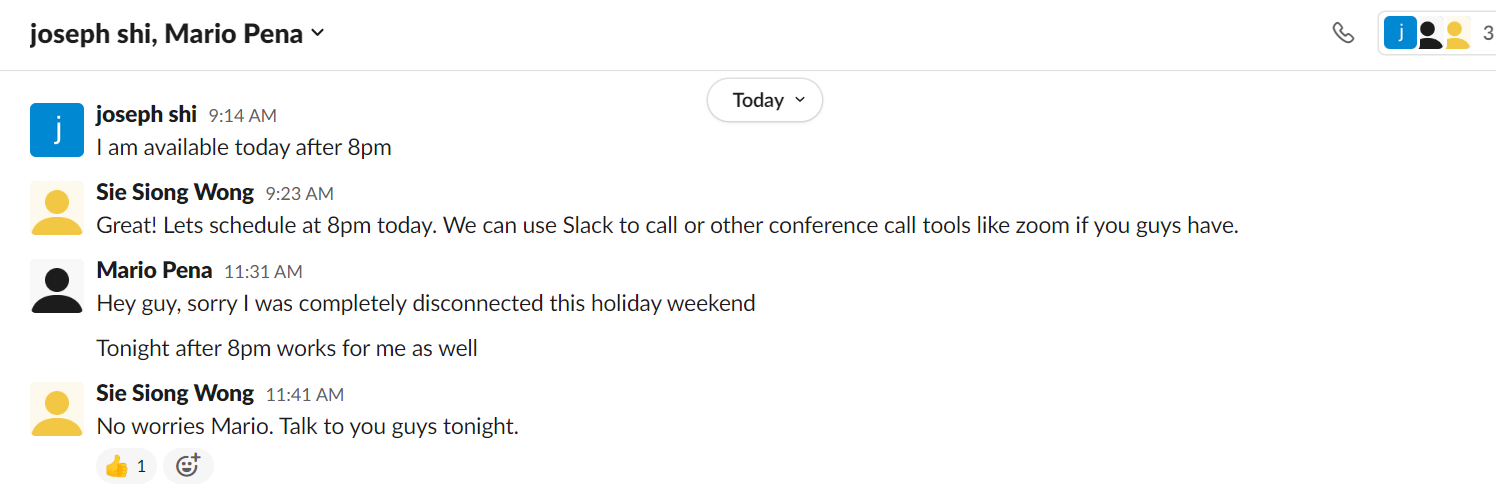 joseph shi, Mario Pena
j
3
Today
j
joseph shi 9:14 AM
I am available today after 8pm
Sie Siong Wong 9:23 AM
Great! Lets schedule at 8pm today. We can use Slack to call or other conference call tools like zoom if you guys have.
Mario Pena 11:31 AM
Hey guy, sorry I was completely disconnected this holiday weekend
Tonight after 8pm works for me as well
Sie Siong Wong 11:41 AM
No worries Mario. Talk to you guys tonight.
👍 1